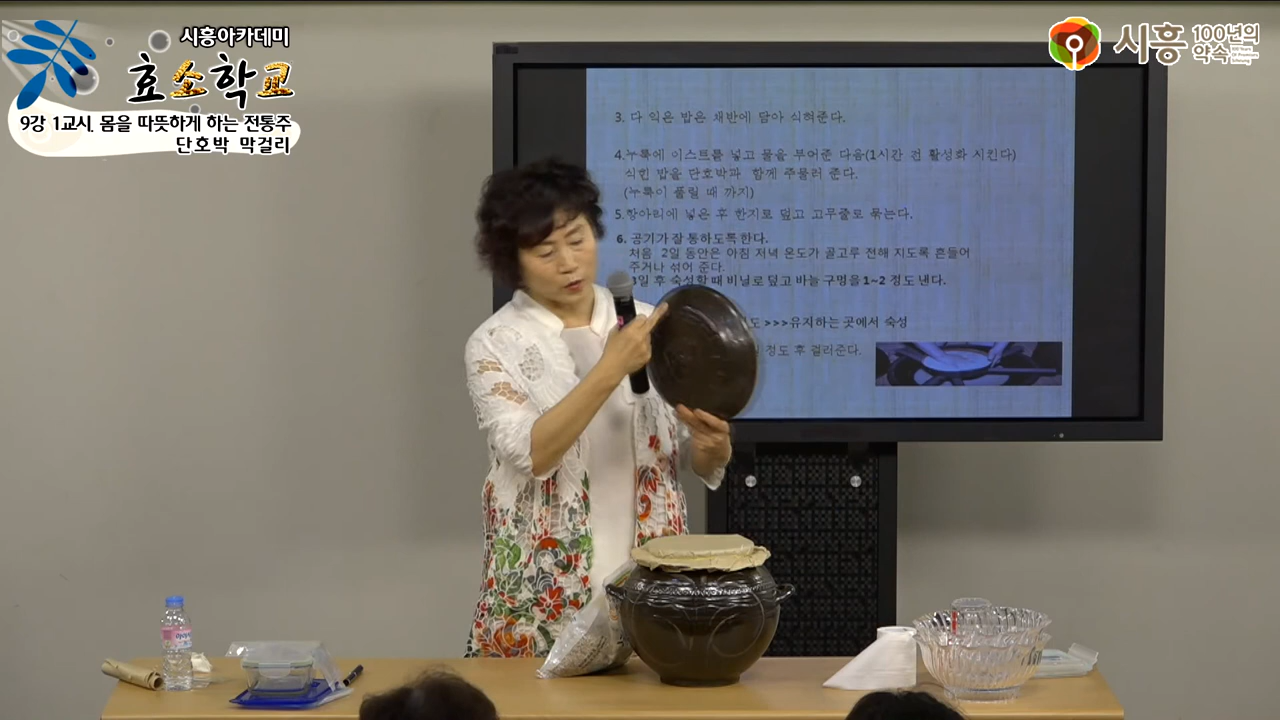 시흥아카데미
효소학교
9강 1교시. 몸을 따뜻하게 하는 전통주
단호박 막걸리
시흥 100년의
약속
3. 다 익은 밥은 채반에 담아 식혀준다.
4.누룩에 이스트를 넣고 물을 부어준 다음(1시간 전 활성화 시킨다)
식힌 밥을 단호박과 함께 주물러 준다.
(누룩이 풀릴 때 까지)
5.항아리에 넣은 후 한지로 덮고 고무줄로 묶는다.
6. 공기가 잘 통하도록 한다.
처음 2일 동안은 아침 저녁 온도가 골고루 전해 지도록 흔들어
주거나 섞어 준다.
일 후 숙성할 때 비닐로 덮고 바늘 구멍을 1~2 정도 낸다.
도>>>유지하는 곳에서 숙성
정도 후 걸러준다.